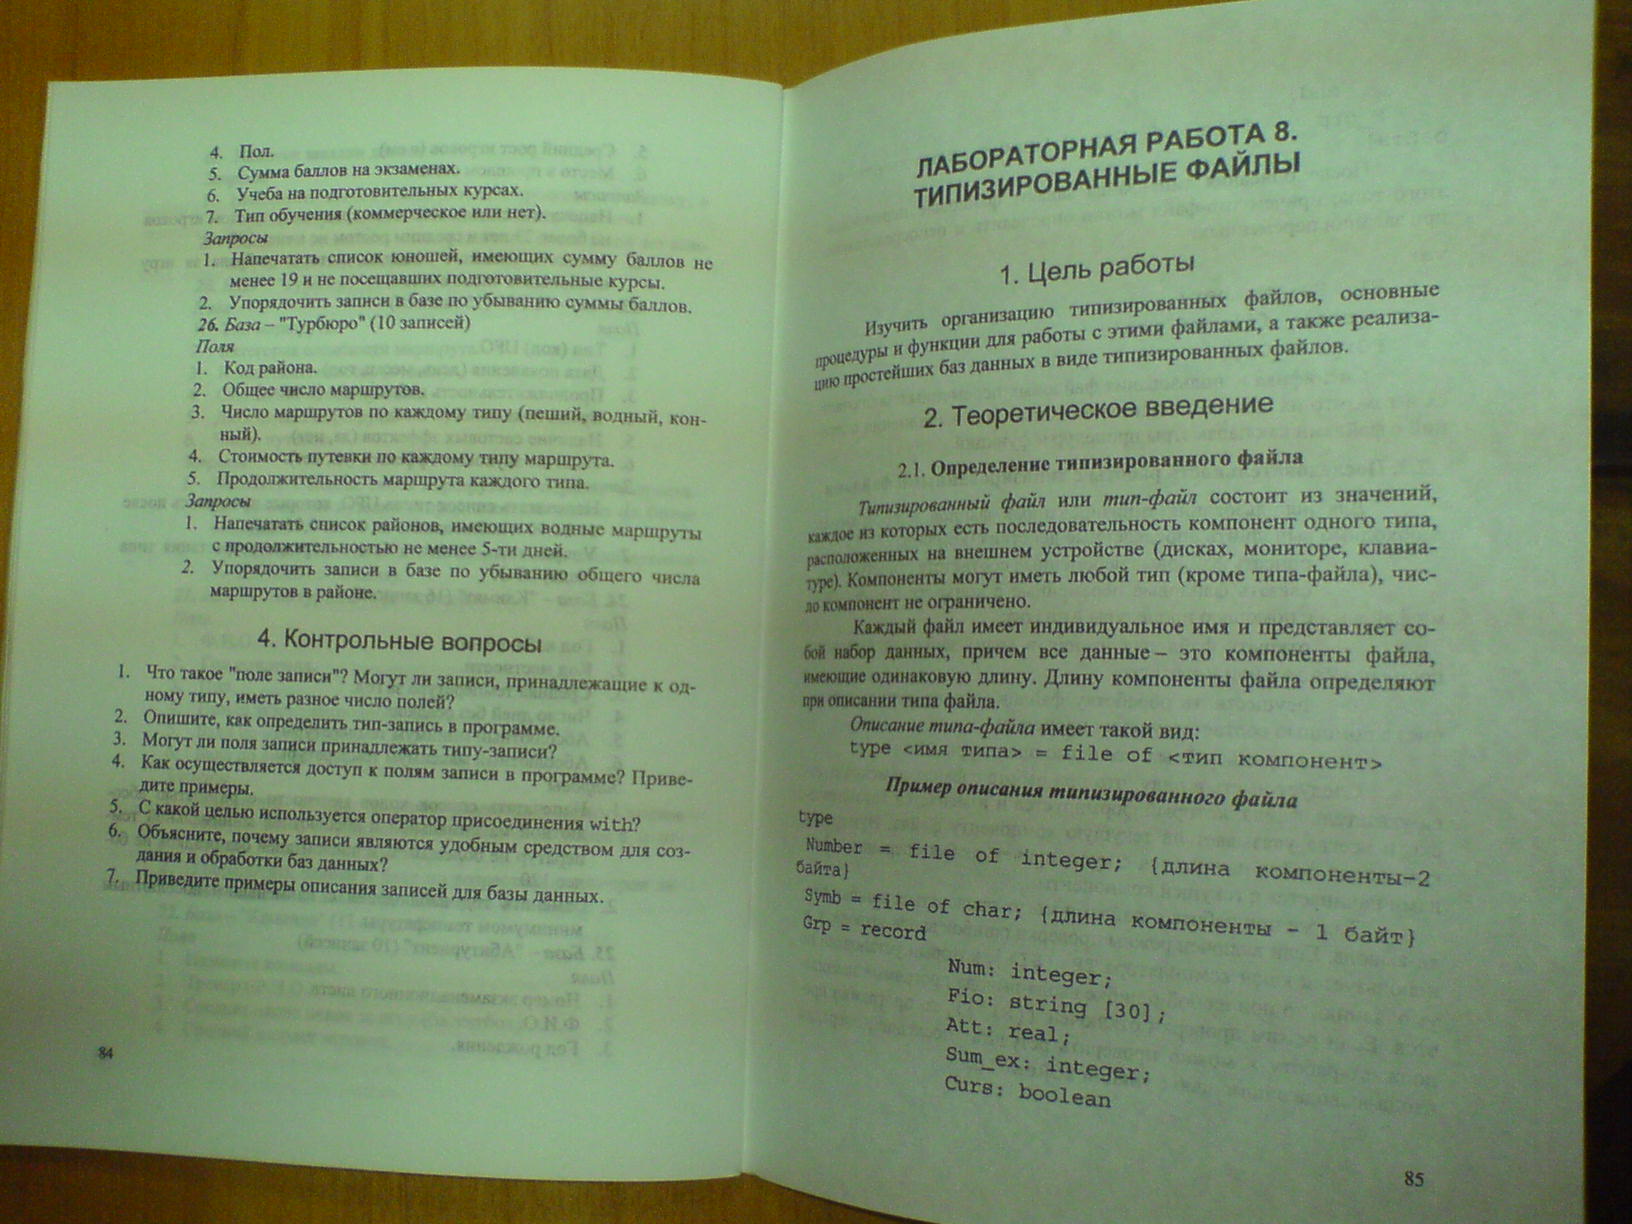 4. Пол.
5. Сумма баллов на экзаменах.
6. Учеба на подготовительных курсах.
7. Тип обучения (коммерческое или нет).
Запросы
1. Напечатать список юношей, имеющих сумму баллов не
менее 19 и не посещавших подготовительные курсы.
2. Упорядочить записи в базе по убыванию суммы баллов.
26. База – "Турбюро" (10 записей)
Поля
1. Код района.
2. Общее число маршрутов.
3. Число маршрутов по каждому типу (пеший, водный, кон-
ный).
4. Стоимость путевки по каждому типу маршрута.
5. Продолжительность маршрута каждого типа.
Запросы
1. Напечатать список районов, имеющих водные маршруты
с продолжительностью не менее 5-ти дней.
2. Упорядочить записи в базе по убыванию общего числа
маршрутов в районе.
4. Контрольные вопросы
1. Что такое "поле записи"? Могут ли записи, принадлежащие к од-
ному типу, иметь разное число полей?
2. Опишите, как определить тип-запись в программе.
3. Могут ли поля записи принадлежать типу-записи?
4. Как осуществляется доступ к полям записи в программе? Приве-
дите примеры.
5. С какой целью используется оператор присоединения with?
6. Объясните, почему записи являются удобным средством для соз-
дания и обработки баз данных?
7. Приведите примеры описания записей для базы данных.
84
ЛАБОРАТОРНАЯ РАБОТА 8.
ТИПИЗИРОВАННЫЕ ФАЙЛЫ
1. Цель работы
Изучить организацию типизированных файлов, основные
процедуры и функции для работы с этими файлами, а также реализа-
цию простейших баз данных в виде типизированных файлов.
2. Теоретическое введение
2.1. Определение типизированного файла
Типизированный файл или тип-файл состоит из значений,
каждое из которых есть последовательность компонент одного типа,
расположенных на внешнем устройстве (дисках, мониторе, клавиа-
туре). Компоненты могут иметь любой тип (кроме типа-файла), чис-
ло компонент не ограничено.
Каждый файл имеет индивидуальное имя и представляет со-
бой набор данных, причем все данные – это компоненты файла,
имеющие одинаковую длину. Длину компоненты файла определяют
при описании типа файла.
Описание типа-файла имеет такой вид:
type <имя типа> = file of <тип компонент>
Пример описания типизированного файла
type
Number = file of integer; {длина компоненты-2
байта}
Symb = file of char; {длина компоненты - 1 байт}
Grp = record
Num: integer;
Fio: string [30];
Att: real;
Sum_ex: integer;
Curs: boolean
85